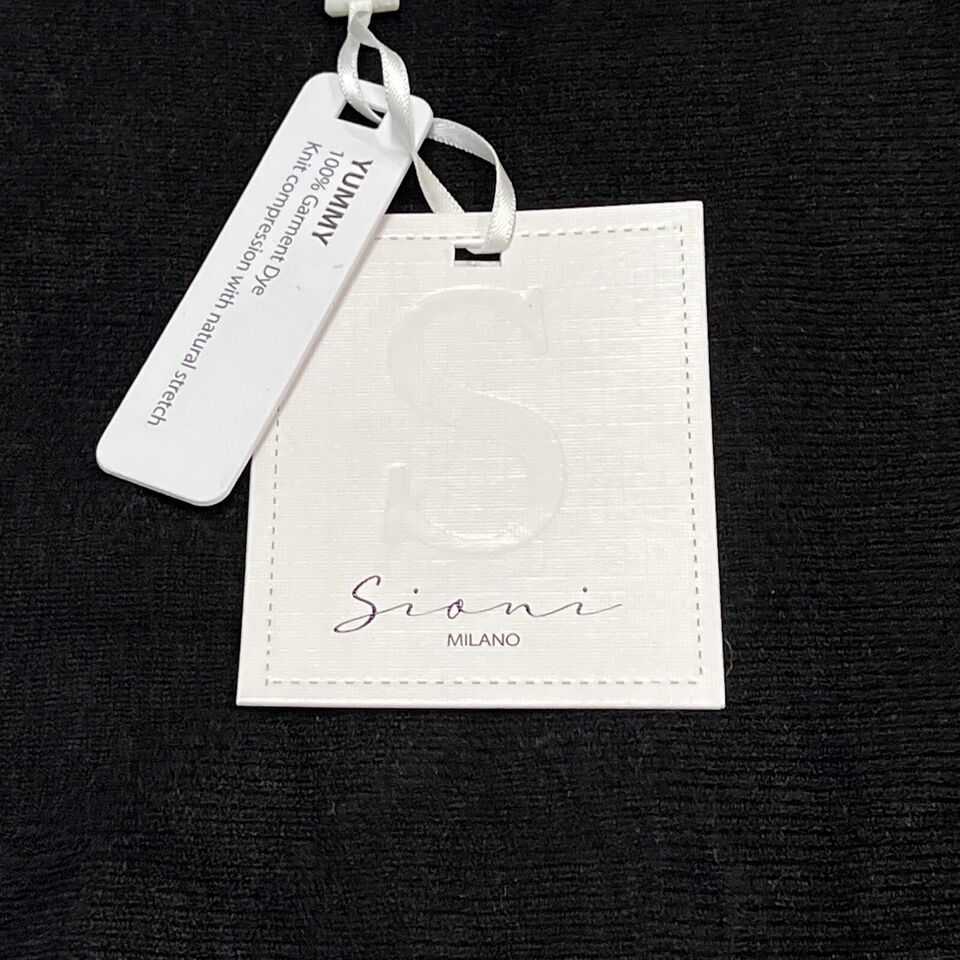 YUMMY
100% Garment Dye
Knit compression with natural stretch
S
Sioni
MILANO